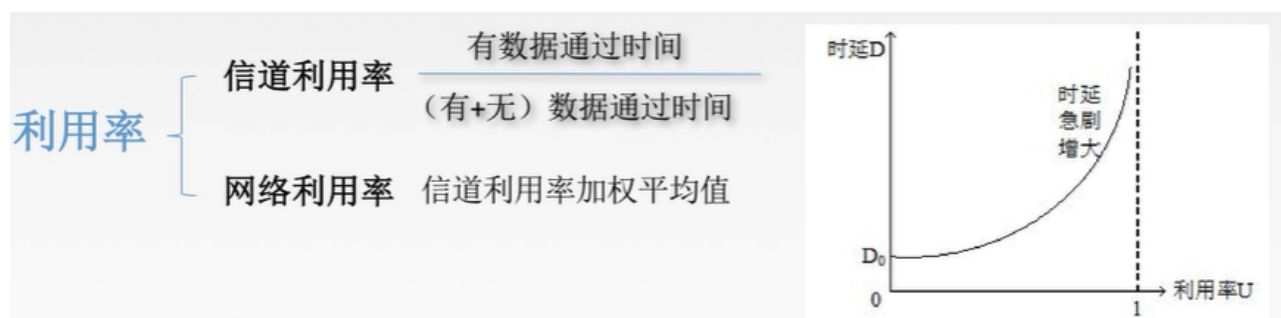 利用率
信道利用率
有数据通过时间
（有+无）数据通过时间
网络利用率 信道利用率加权平均值
时延D
时延
急剧
增大
D₀
0
1
利用率U